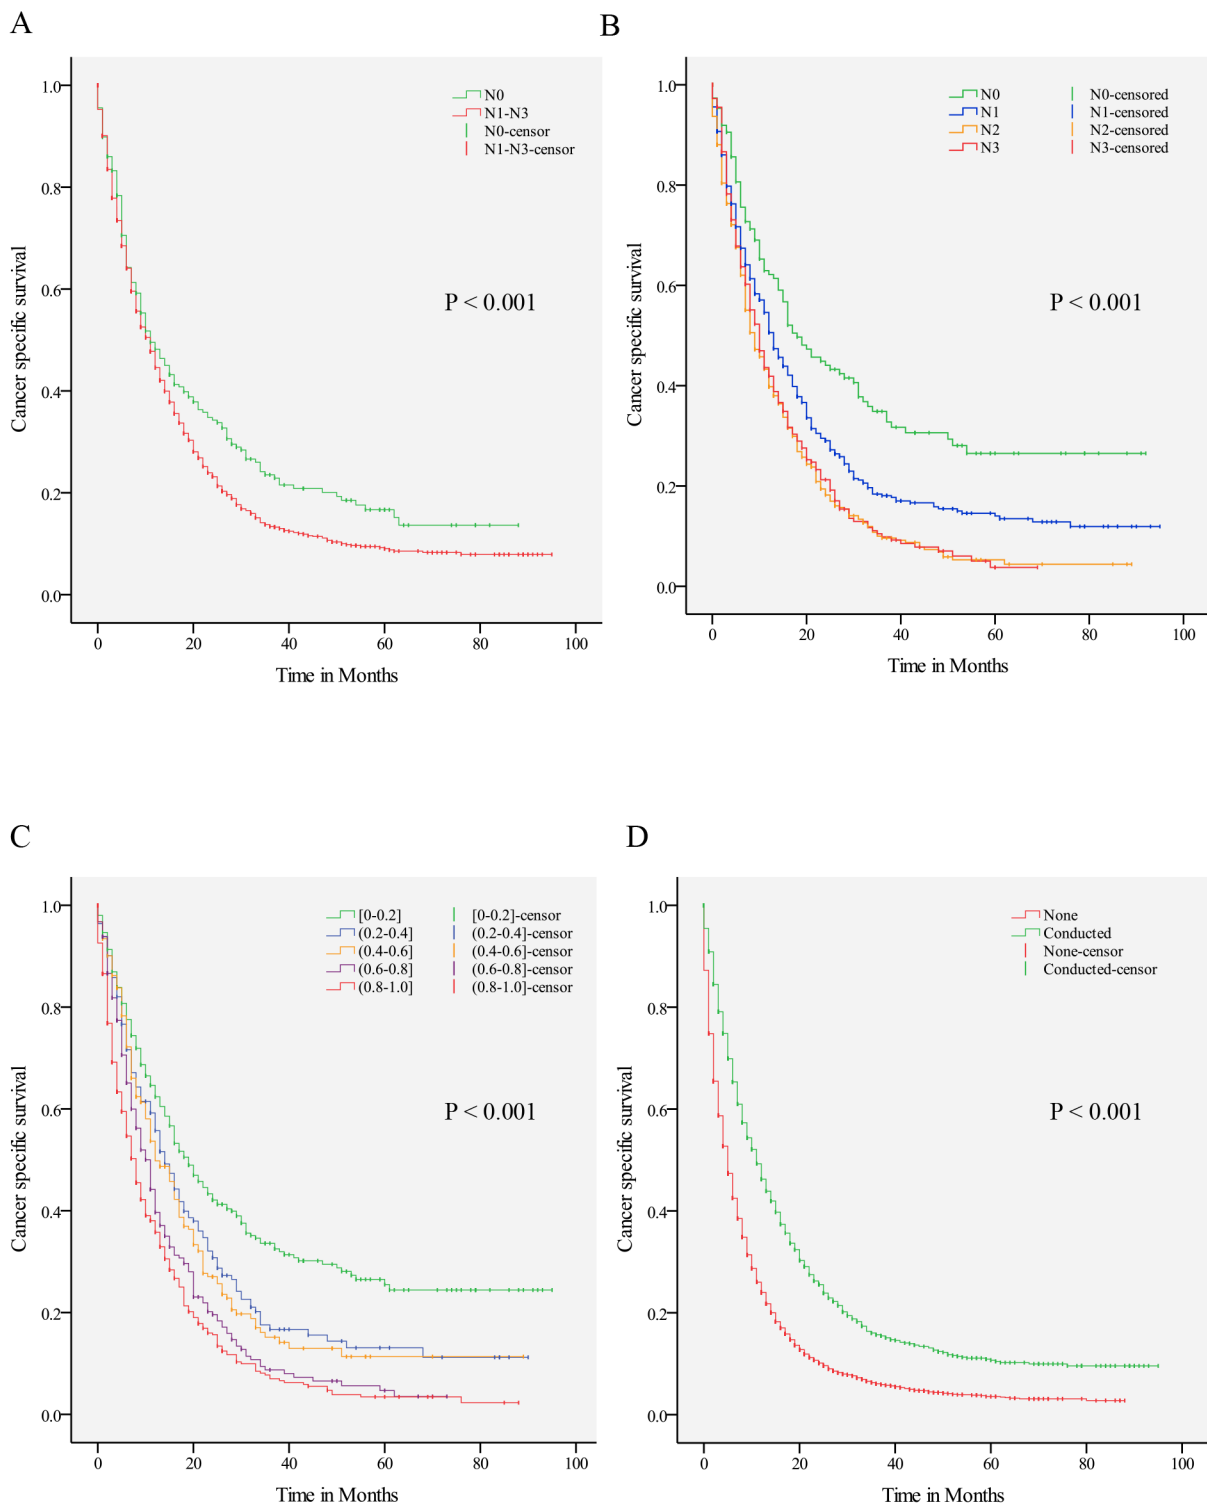 A
1.0
0.8
0.6
0.4
0.2
0.0
Cancer specific survival
N0
N1-N3
N0-censor
N1-N3-censor
P < 0.001
0 20 40 60 80 100
Time in Months
B
1.0
0.8
0.6
0.4
0.2
0.0
Cancer specific survival
N0 N0-censored
N1 N1-censored
N2 N2-censored
N3 N3-censored
P < 0.001
0 20 40 60 80 100
Time in Months
C
1.0
0.8
0.6
0.4
0.2
0.0
Cancer specific survival
[0-0.2] [0-0.2]-censor
(0.2-0.4] (0.2-0.4]-censor
(0.4-0.6] (0.4-0.6]-censor
(0.6-0.8] (0.6-0.8]-censor
(0.8-1.0] (0.8-1.0]-censor
P < 0.001
0 20 40 60 80 100
Time in Months
D
1.0
0.8
0.6
0.4
0.2
0.0
Cancer specific survival
None
Conducted
None-censor
Conducted-censor
P < 0.001
0 20 40 60 80 100
Time in Months